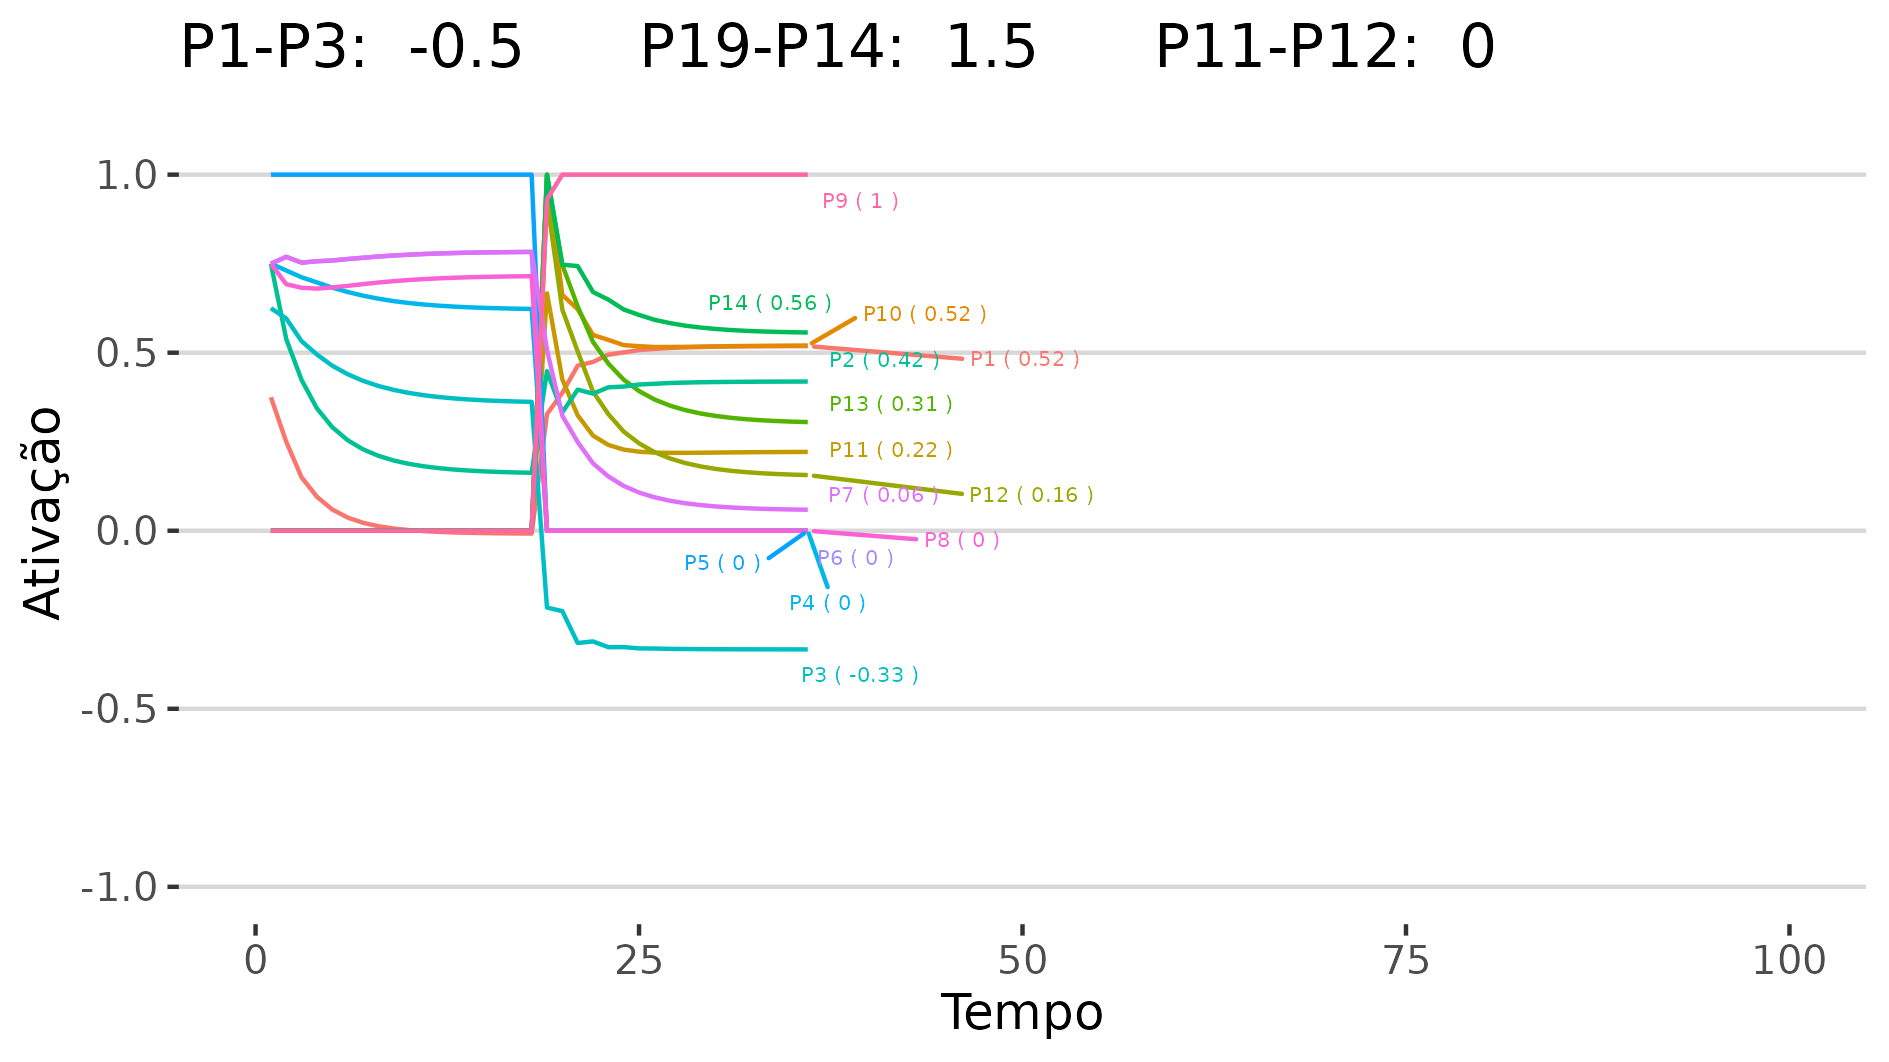 P1-P3: -0.5 P19-P14: 1.5 P11-P12: 0
1.0
P9 ( 1 )
P14 ( 0.56 )
P10 ( 0.52 )
0.5
P2 ( 0.42 )
P1 ( 0.52 )
P13 ( 0.31 )
P11 ( 0.22 )
P7 ( 0.06 )
P12 ( 0.16 )
0.0
P8 ( 0 )
P5 ( 0 )
P6 ( 0 )
P4 ( 0 )
P3 ( -0.33 )
-0.5
-1.0
Ativação
0 25 50 75 100
Tempo